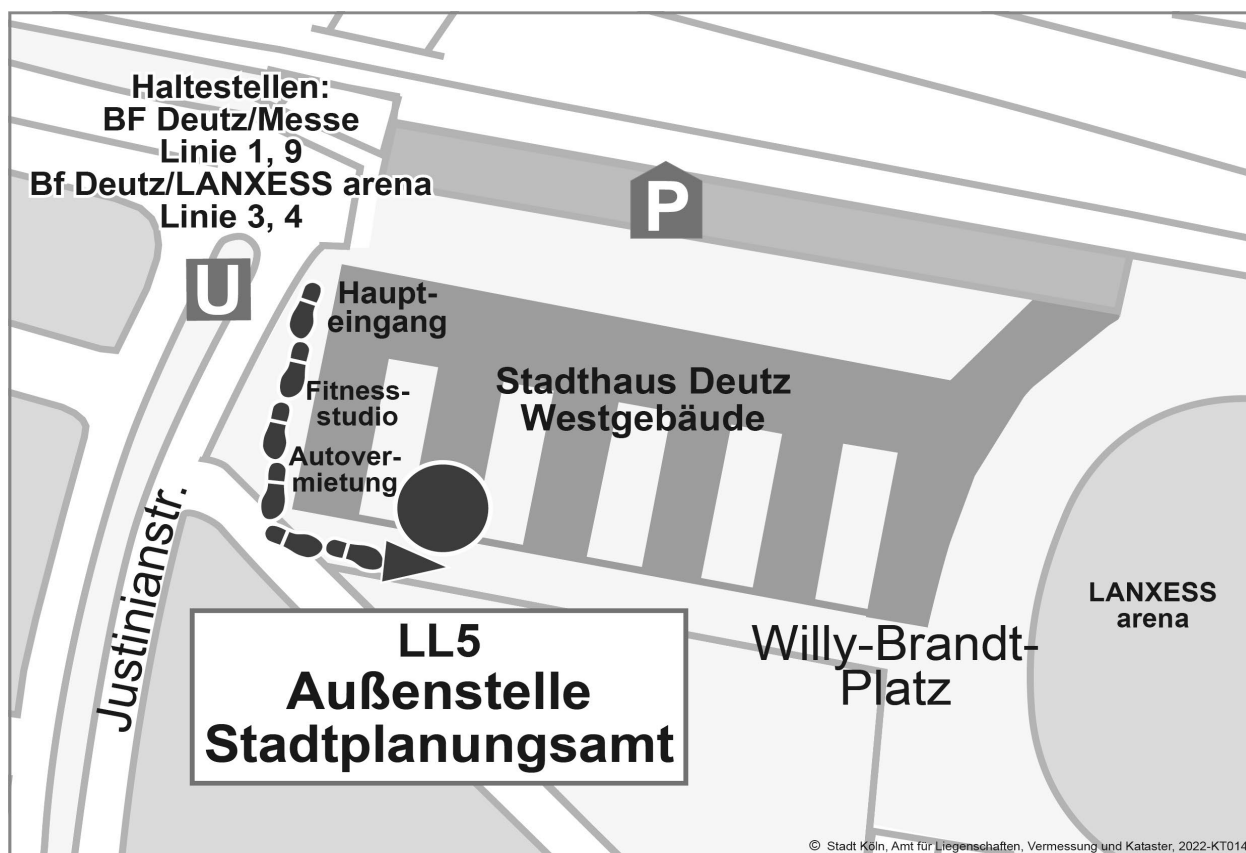 Haltestellen:
BF Deutz/Messe
Linie 1, 9
Bf Deutz/LANXESS arena
Linie 3, 4
P
U
Haupt-
eingang
Fitness-
studio
Autover-
mietung
Stadthaus Deutz
Westgebäude
LANXESS
arena
Justinianstr.
LL5
Außenstelle
Stadtplanungsamt
Willy-Brandt-
Platz
© Stadt Köln, Amt für Liegenschaften, Vermessung und Kataster, 2022-KT014